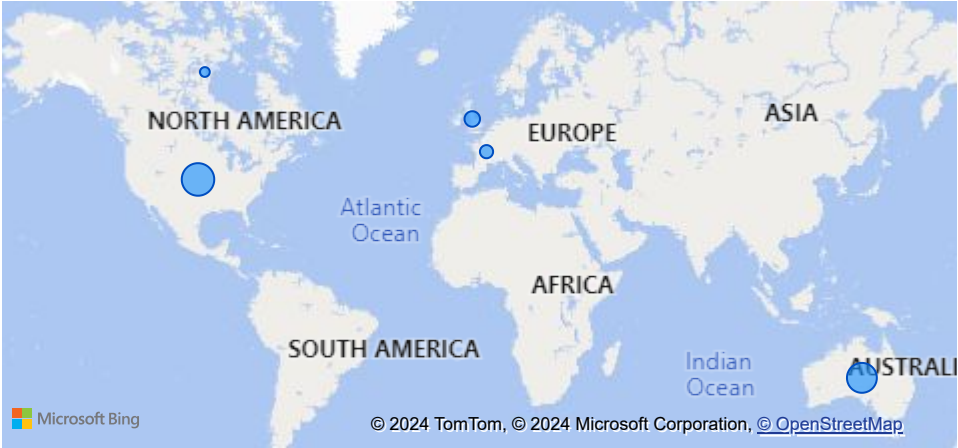 NORTH AMERICA
ASIA
EUROPE
Atlantic
Ocean
AFRICA
SOUTH AMERICA
Indian
Ocean
AUSTRALI
Microsoft Bing
© 2024 TomTom, © 2024 Microsoft Corporation, © OpenStreetMap